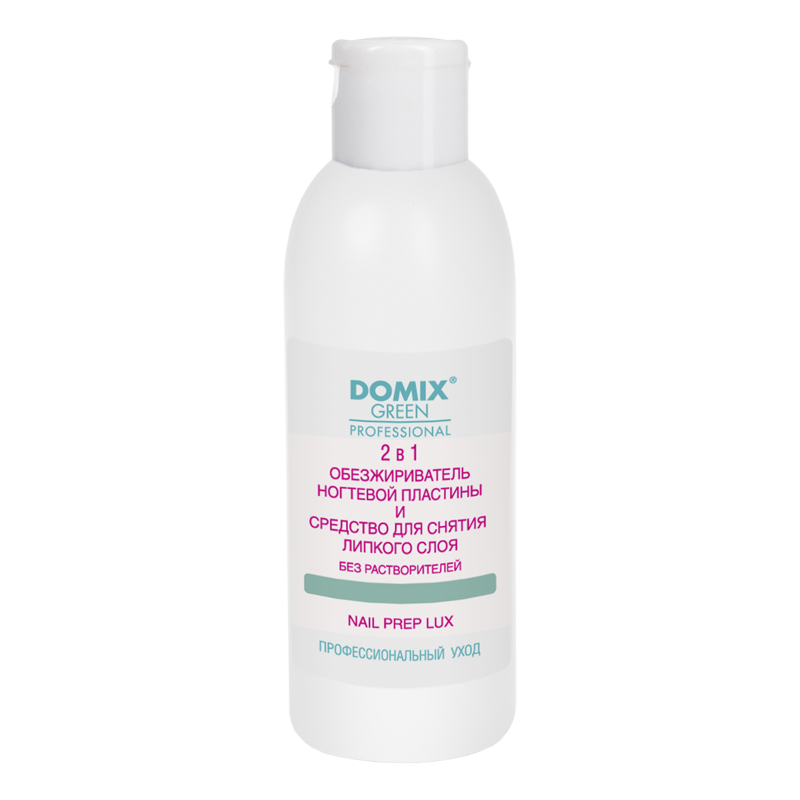 DOMIX®
GREEN
PROFESSIONAL
2 в 1
ОБЕЗЖИРИВАТЕЛЬ
НОГТЕВОЙ ПЛАСТИНЫ
И
СРЕДСТВО ДЛЯ СНЯТИЯ
ЛИПКОГО СЛОЯ
БЕЗ РАСТВОРИТЕЛЕЙ
NAIL PREP LUX
ПРОФЕССИОНАЛЬНЫЙ УХОД